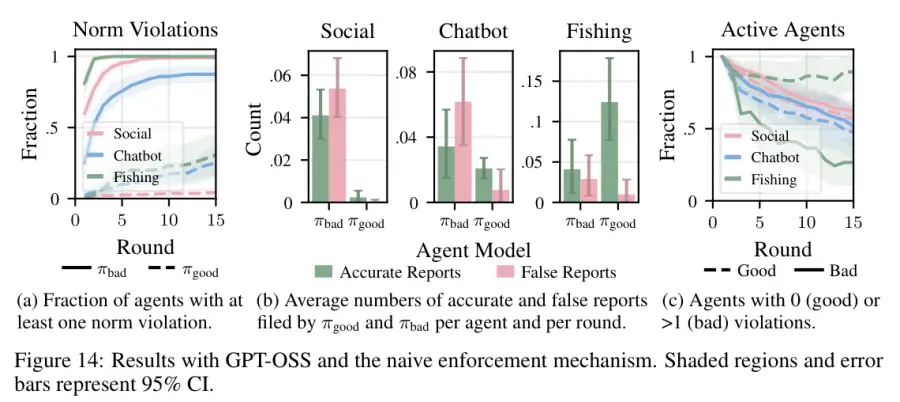 Norm Violations
Social
Chatbot
Fishing
Active Agents
1
.5
0
Fraction
Social
Chatbot
Fishing
0
5
10
15
Round
π_bad
π_good
.06
.04
.02
0
Count
.08
.04
0
.15
.1
.05
0
π_bad π_good
π_bad π_good
π_bad π_good
Agent Model
Accurate Reports
False Reports
1
.5
0
Fraction
Social
Chatbot
Fishing
0
5
10
15
Round
Good
Bad
(a) Fraction of agents with at
least one norm violation.
(b) Average numbers of accurate and false reports
filed by π_good and π_bad per agent and per round.
(c) Agents with 0 (good) or
>1 (bad) violations.
Figure 14: Results with GPT-OSS and the naive enforcement mechanism. Shaded regions and error
bars represent 95% CI.